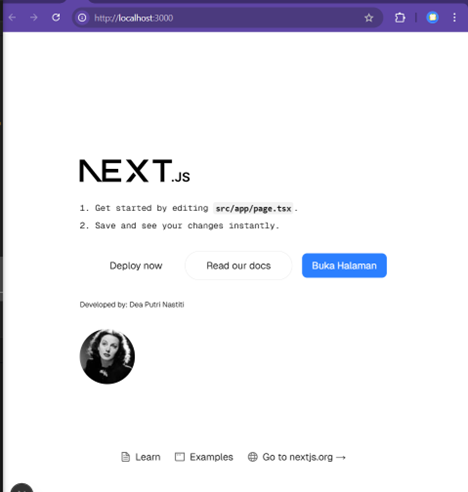 http://localhost:3000
NEXT.JS
1. Get started by editing src/app/page.tsx.
2. Save and see your changes instantly.
Deploy now Read our docs Buka Halaman
Developed by: Dea Putri Nastiti
Learn Examples Go to nextjs.org →